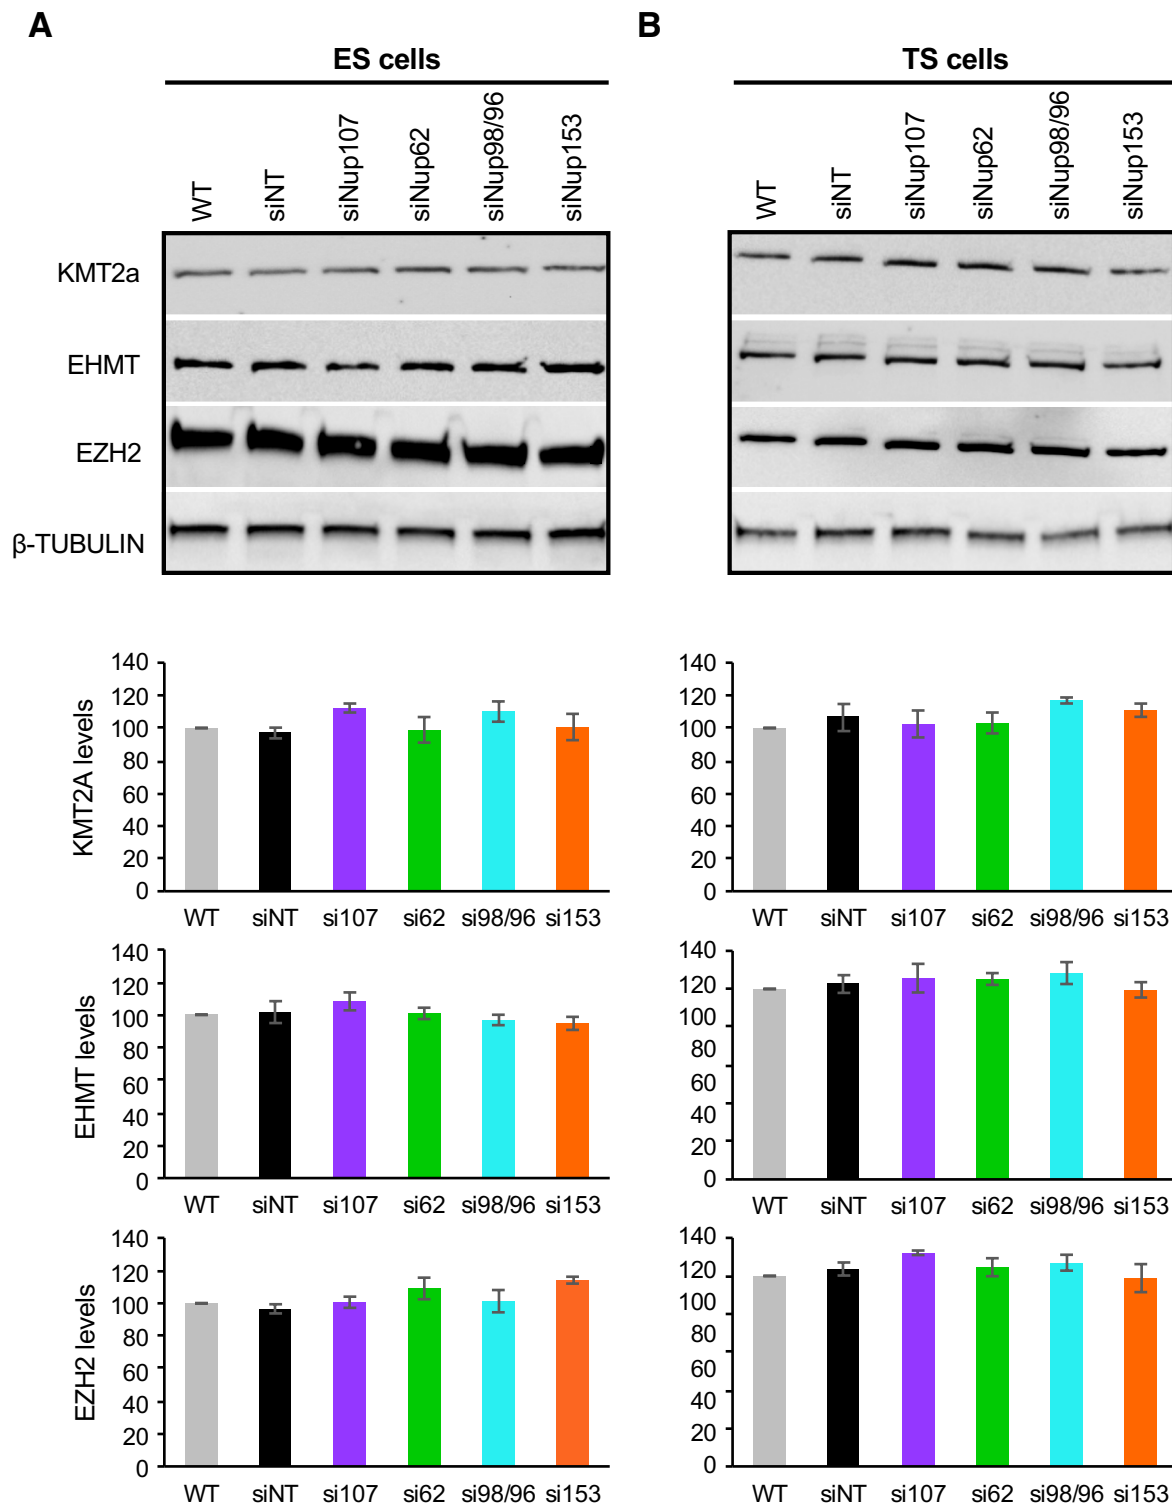 A
B
ES cells
TS cells
WT
siNT
siNup107
siNup62
siNup98/96
siNup153
WT
siNT
siNup107
siNup62
siNup98/96
siNup153
KMT2a
EHMT
EZH2
β-TUBULIN
KMT2A levels
140
120
100
80
60
40
20
0
WT siNT si107 si62 si98/96 si153
140
120
100
80
60
40
20
0
WT siNT si107 si62 si98/96 si153
EHMT levels
140
120
100
80
60
40
20
0
WT siNT si107 si62 si98/96 si153
140
120
100
80
60
40
20
0
WT siNT si107 si62 si98/96 si153
EZH2 levels
140
120
100
80
60
40
20
0
WT siNT si107 si62 si98/96 si153
140
120
100
80
60
40
20
0
WT siNT si107 si62 si98/96 si153